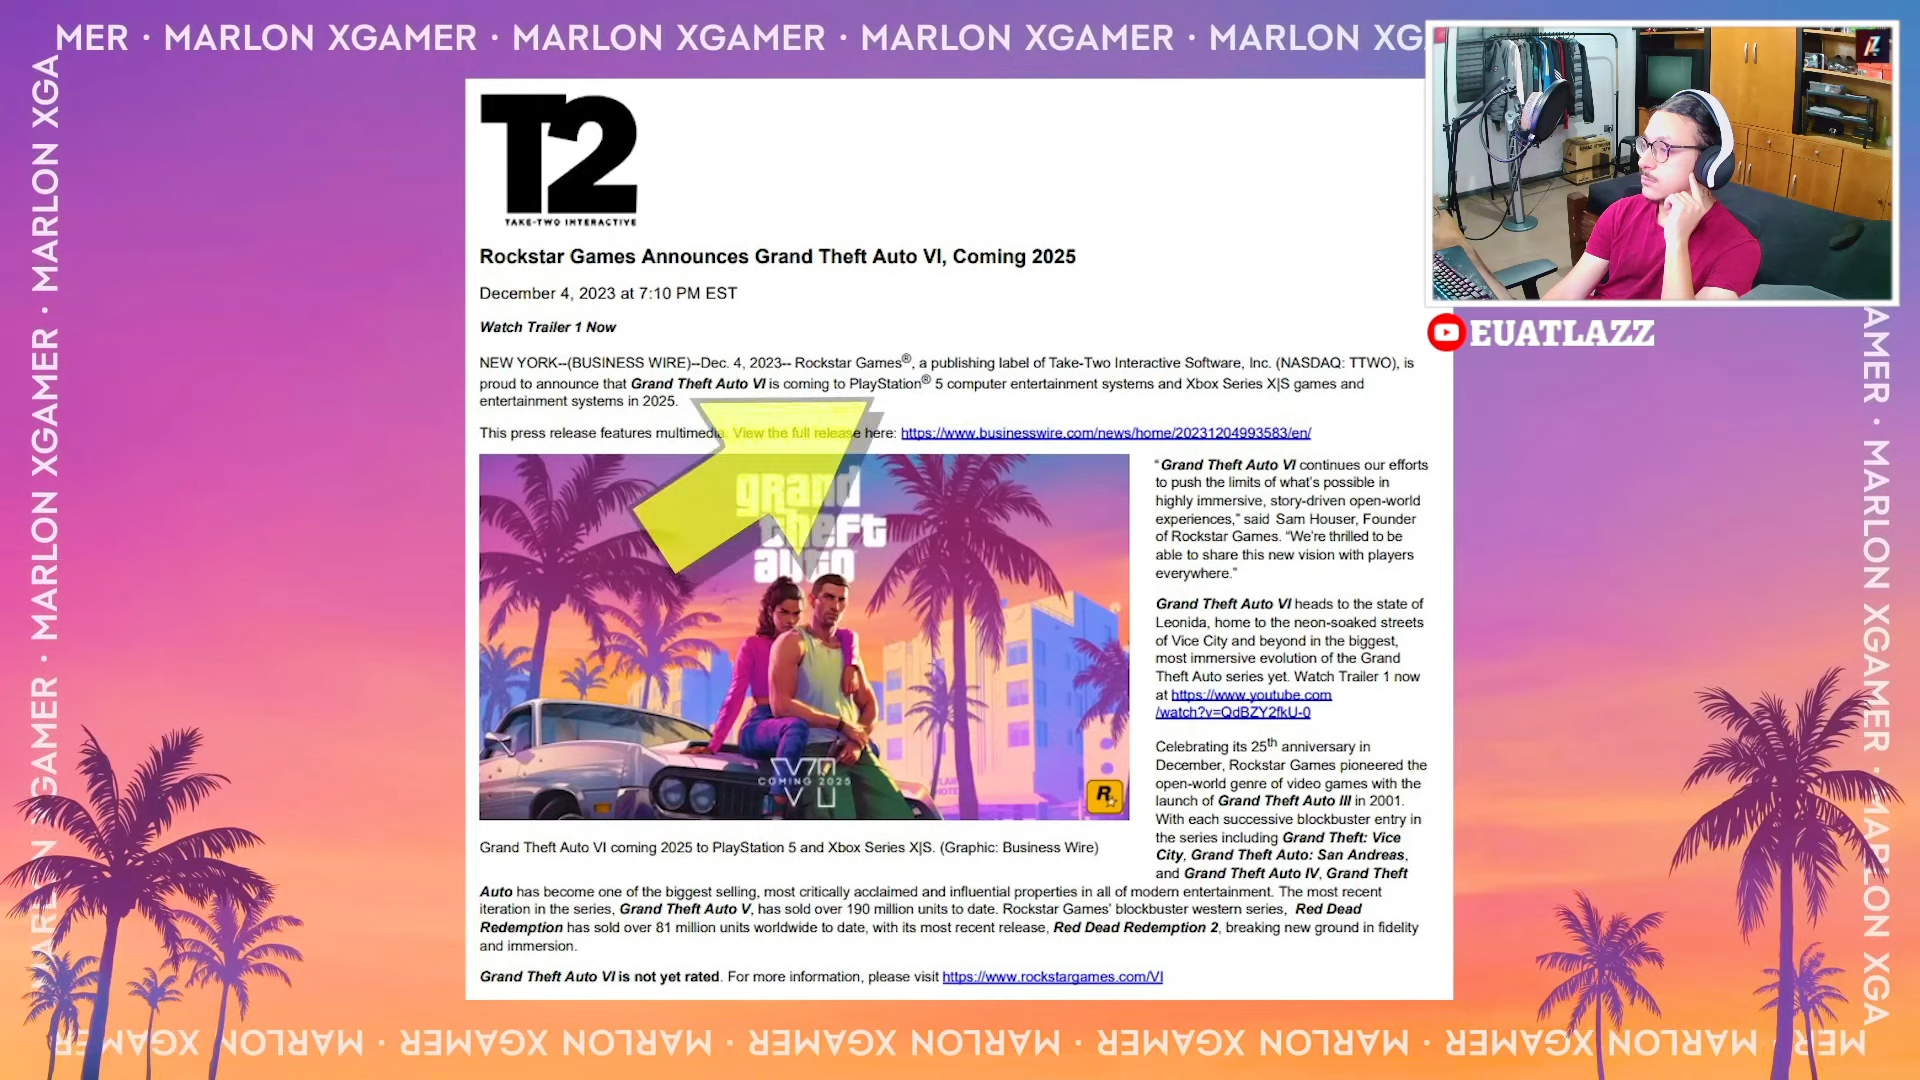 MER · MARLON XGAMER · MARLON XGAMER · MARLON XGAMER · MARLON XG
MARLON XGAMER · MARLON XGAMER · MARLON XGA
T2
TAKE-TWO INTERACTIVE
Rockstar Games Announces Grand Theft Auto VI, Coming 2025
December 4, 2023 at 7:10 PM EST
Watch Trailer 1 Now
NEW YORK--(BUSINESS WIRE)--Dec. 4, 2023-- Rockstar Games®, a publishing label of Take-Two Interactive Software, Inc. (NASDAQ: TTWO), is
proud to announce that Grand Theft Auto VI is coming to PlayStation® 5 computer entertainment systems and Xbox Series X|S games and
entertainment systems in 2025.
This press release features multimedia. View the full release here: https://www.businesswire.com/news/home/20231204993583/en/
grand
theft
auto
VI
COMING 2025
R
Grand Theft Auto VI coming 2025 to PlayStation 5 and Xbox Series X|S. (Graphic: Business Wire)
“Grand Theft Auto VI continues our efforts
to push the limits of what’s possible in
highly immersive, story-driven open-world
experiences,” said Sam Houser, Founder
of Rockstar Games. “We’re thrilled to be
able to share this new vision with players
everywhere.”
Grand Theft Auto VI heads to the state of
Leonida, home to the neon-soaked streets
of Vice City and beyond in the biggest,
most immersive evolution of the Grand
Theft Auto series yet. Watch Trailer 1 now
at https://www.youtube.com
/watch?v=QdBZY2fkU-0
Celebrating its 25th anniversary in
December, Rockstar Games pioneered the
open-world genre of video games with the
launch of Grand Theft Auto III in 2001.
With each successive blockbuster entry in
the series including Grand Theft: Vice
City, Grand Theft Auto: San Andreas,
and Grand Theft Auto IV, Grand Theft
Auto has become one of the biggest selling, most critically acclaimed and influential properties in all of modern entertainment. The most recent
iteration in the series, Grand Theft Auto V, has sold over 190 million units to date. Rockstar Games’ blockbuster western series, Red Dead
Redemption has sold over 81 million units worldwide to date, with its most recent release, Red Dead Redemption 2, breaking new ground in fidelity
and immersion.
Grand Theft Auto VI is not yet rated. For more information, please visit https://www.rockstargames.com/VI
EUATLAZZ
AMER · MARLON XGAMER · MARLON XGA
MER · MARLON XGAMER · MARLON XGAMER · MARLON XGAMER · MARLON XGAMER · MARLON XGAMER